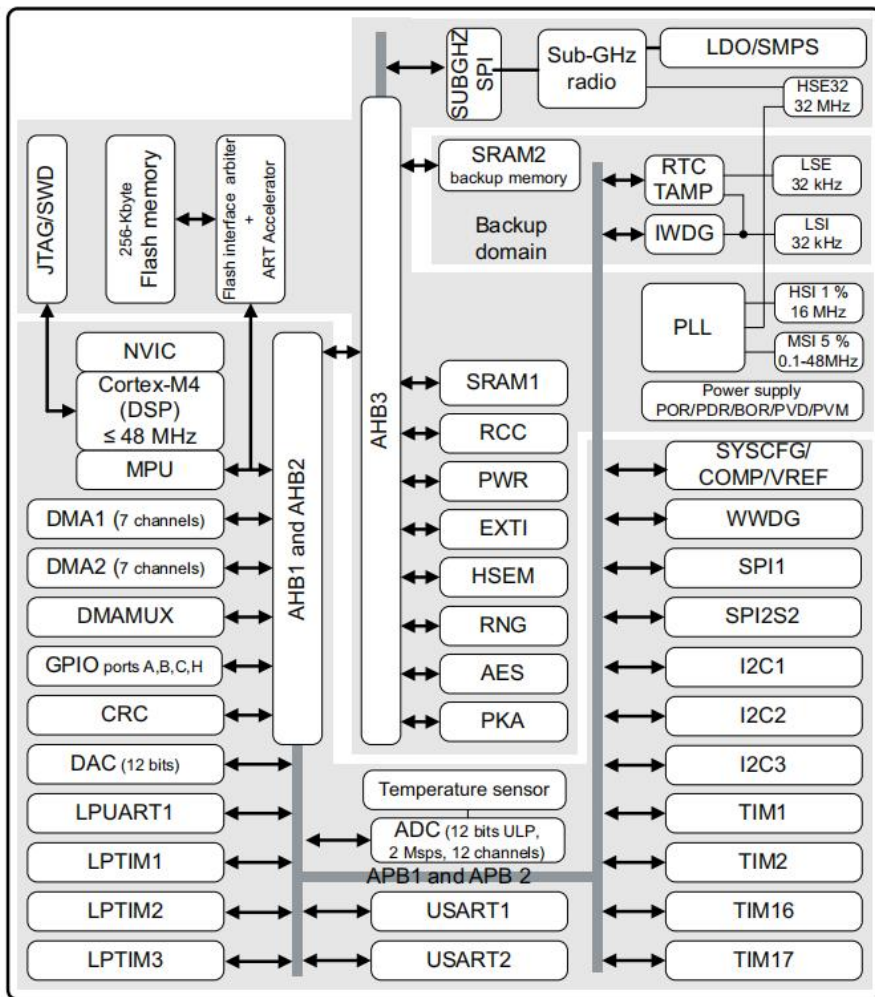 SUBGHZ
SPI
Sub-GHz
radio
LDO/SMPS
HSE32
32 MHz
JTAG/SWD
256-Kbyte
Flash memory
Flash interface arbiter
+
ART Accelerator
SRAM2
backup memory
RTC
TAMP
LSE
32 kHz
IWDG
LSI
32 kHz
Backup
domain
PLL
HSI 1 %
16 MHz
MSI 5 %
0.1-48MHz
Power supply
POR/PDR/BOR/PVD/PVM
NVIC
Cortex-M4
(DSP)
≤ 48 MHz
MPU
DMA1 (7 channels)
DMA2 (7 channels)
DMAMUX
GPIO ports A,B,C,H
CRC
DAC (12 bits)
LPUART1
LPTIM1
LPTIM2
LPTIM3
AHB1 and AHB2
AHB3
SRAM1
RCC
PWR
EXTI
HSEM
RNG
AES
PKA
Temperature sensor
ADC (12 bits ULP,
2 Msps, 12 channels)
APB1 and APB 2
USART1
USART2
SYSCFG/
COMP/VREF
WWDG
SPI1
SPI2S2
I2C1
I2C2
I2C3
TIM1
TIM2
TIM16
TIM17